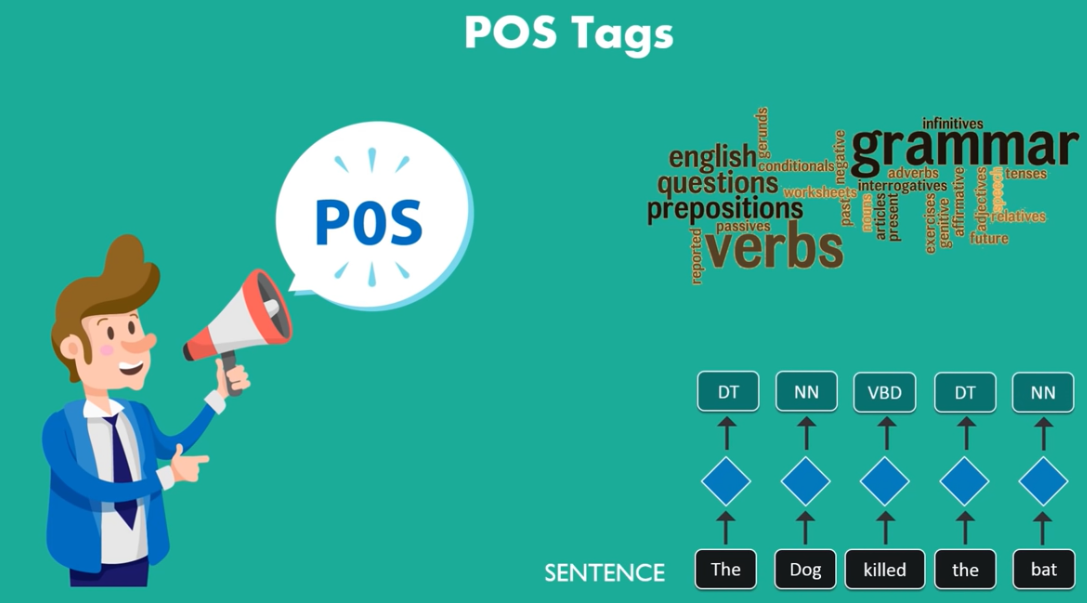 POS Tags
POS
gerunds
infinitives
english
conditionals
negative
grammar
questions
worksheets
adverbs
tenses
interrogatives
prepositions
past
nouns
articles
present
exercises
genitive
affirmative
adjectives
speech
relatives
passives
verbs
reported
future
DT NN VBD DT NN
SENTENCE The Dog killed the bat